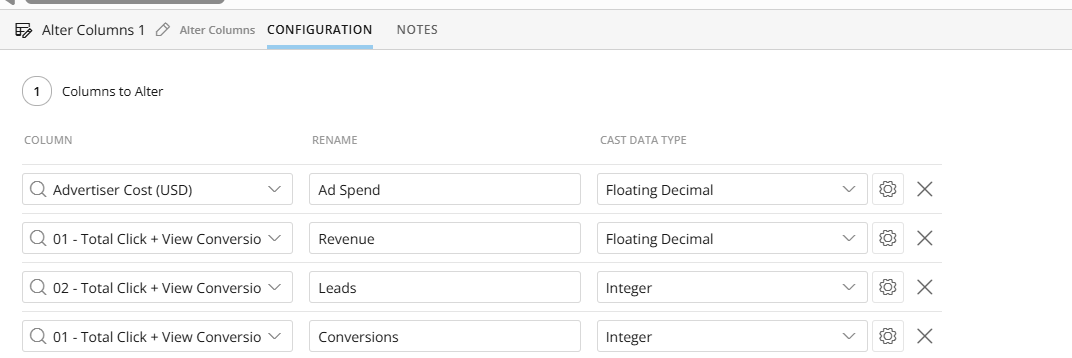 Alter Columns 1 Alter Columns CONFIGURATION NOTES
1 Columns to Alter
COLUMN RENAME CAST DATA TYPE
Advertiser Cost (USD) Ad Spend Floating Decimal
01 - Total Click + View Conversio Revenue Floating Decimal
02 - Total Click + View Conversio Leads Integer
01 - Total Click + View Conversio Conversions Integer